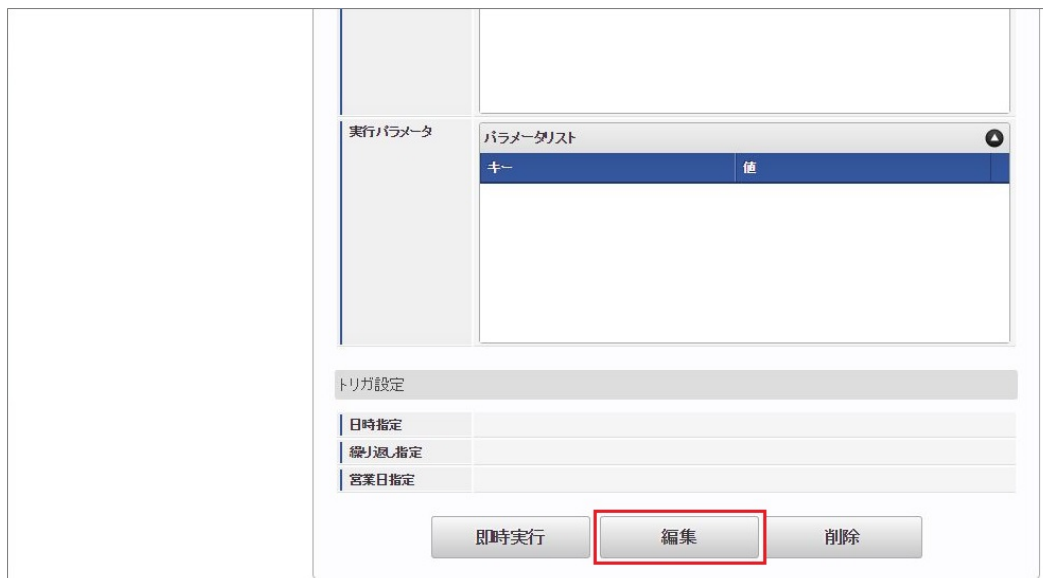 実行パラメータ
パラメータリスト
キー 値
トリガ設定
日時指定
繰り返し指定
営業日指定
即時実行 編集 削除